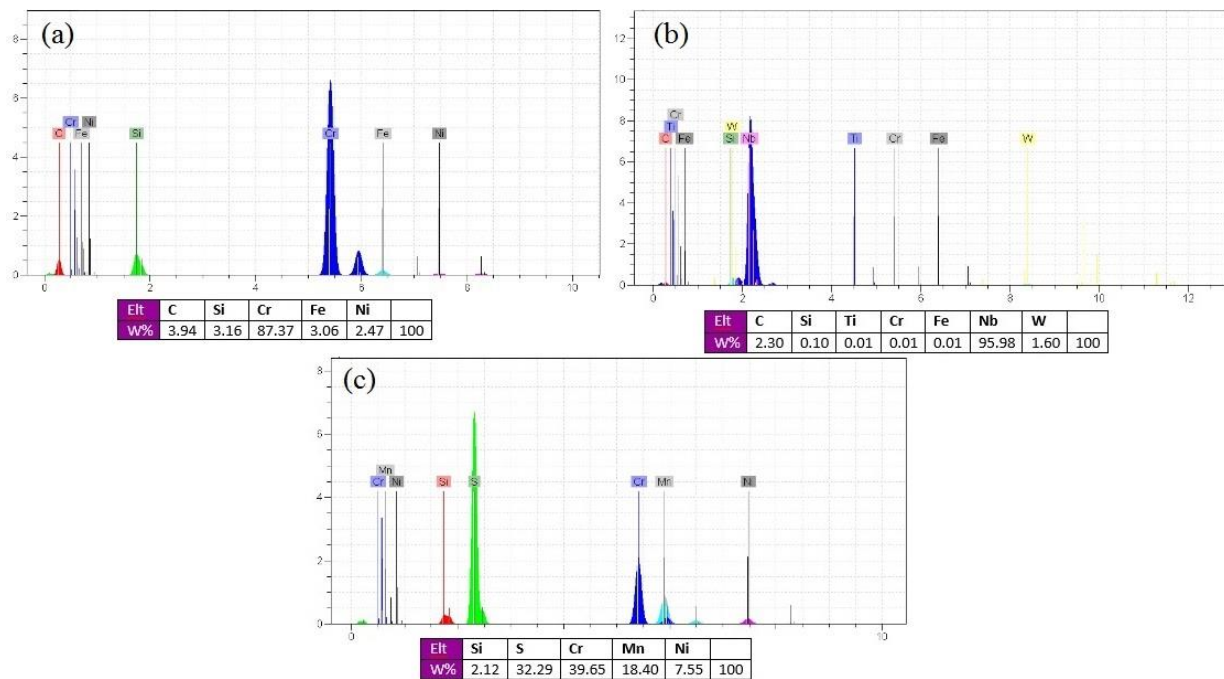 (a)
8
6
4
2
0
C Cr Fe Ni Si Cr Fe Ni
0 2 4 6 8 10
Elt C Si Cr Fe Ni
W% 3.94 3.16 87.37 3.06 2.47 100
(b)
12
10
8
6
4
2
0
Cr
Ti W
C Fe Si Nb Ti Cr Fe W
0 2 4 6 8 10 12
Elt C Si Ti Cr Fe Nb W
W% 2.30 0.10 0.01 0.01 0.01 95.98 1.60 100
(c)
8
6
4
2
0
Mn
Cr Ni Si S Cr Mn Ni
0 10
Elt Si S Cr Mn Ni
W% 2.12 32.29 39.65 18.40 7.55 100